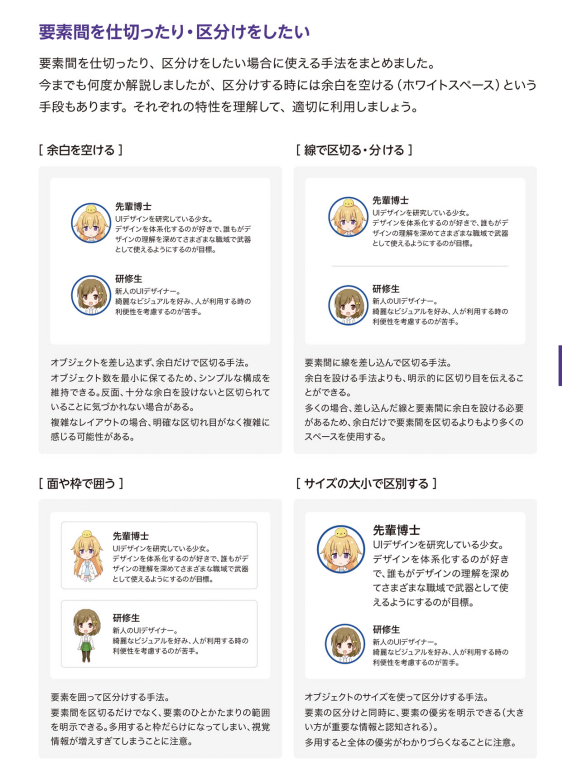 要素間を仕切ったり・区分けをしたい
要素間を仕切ったり、区分けをしたい場合に使える手法をまとめました。
今までも何度か解説しましたが、区分けする時には余白を空ける（ホワイトスペース）という
手段もあります。それぞれの特性を理解して、適切に利用しましょう。
［ 余白を空ける ］
先輩博士
UIデザインを研究している少女。
デザインを体系化するのが好きで、誰もがデ
ザインの理解を深めてさまざまな職域で武器
として使えるようにするのが目標。
研修生
新人のUIデザイナー。
綺麗なビジュアルを好み、人が利用する時の
利便性を考慮するのが苦手。
オブジェクトを差し込まず、余白だけで区切る手法。
オブジェクト数を最小に保てるため、シンプルな構成を
維持できる。反面、十分な余白を設けないと区切られて
いることに気づかれない場合がある。
複雑なレイアウトの場合、明確な区切れ目がなく複雑に
感じる可能性がある。
［ 線で区切る・分ける ］
先輩博士
UIデザインを研究している少女。
デザインを体系化するのが好きで、誰もがデ
ザインの理解を深めてさまざまな職域で武器
として使えるようにするのが目標。
研修生
新人のUIデザイナー。
綺麗なビジュアルを好み、人が利用する時の
利便性を考慮するのが苦手。
要素間に線を差し込んで区切る手法。
余白を設ける手法よりも、明示的に区切り目を伝えるこ
とができる。
多くの場合、差し込んだ線と要素間に余白を設ける必要
があるため、余白だけで要素間を区切るよりもより多くの
スペースを使用する。
［ 面や枠で囲う ］
先輩博士
UIデザインを研究している少女。
デザインを体系化するのが好きで、誰もがデ
ザインの理解を深めてさまざまな職域で武器
として使えるようにするのが目標。
研修生
新人のUIデザイナー。
綺麗なビジュアルを好み、人が利用する時の
利便性を考慮するのが苦手。
要素を囲って区分けする手法。
要素間を区切るだけでなく、要素のひとかたまりの範囲
を明示できる。多用すると枠だらけになってしまい、視覚
情報が増えすぎてしまうことに注意。
［ サイズの大小で区別する ］
先輩博士
UIデザインを研究している少女。
デザインを体系化するのが好き
で、誰もがデザインの理解を深め
てさまざまな職域で武器として使
えるようにするのが目標。
研修生
新人のUIデザイナー。
綺麗なビジュアルを好み、人が利用する時の
利便性を考慮するのが苦手。
オブジェクトのサイズを使って区分けする手法。
要素の区分けと同時に、要素の優劣を明示できる（大き
い方が重要な情報と認知される）。
多用すると全体の優劣がわかりづらくなることに注意。